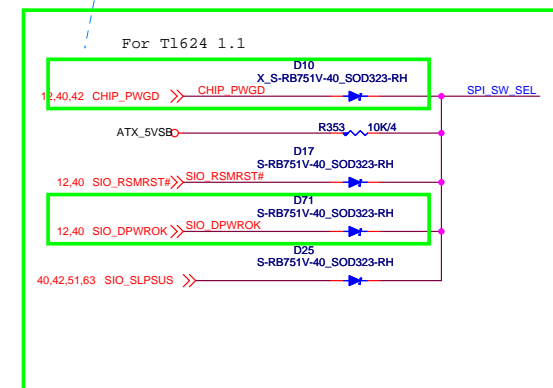 For Tl624 1.1
D10
X_S-RB751V-40_SOD323-RH
12,40,42 CHIP_PWGD CHIP_PWGD SPI_SW_SEL
ATX_5VSB R353 10K/4
D17
S-RB751V-40_SOD323-RH
12,40 SIO_RSMRST# SIO_RSMRST#
D71
S-RB751V-40_SOD323-RH
12,40 SIO_DPWROK SIO_DPWROK
D25
S-RB751V-40_SOD323-RH
40,42,51,63 SIO_SLPSUS